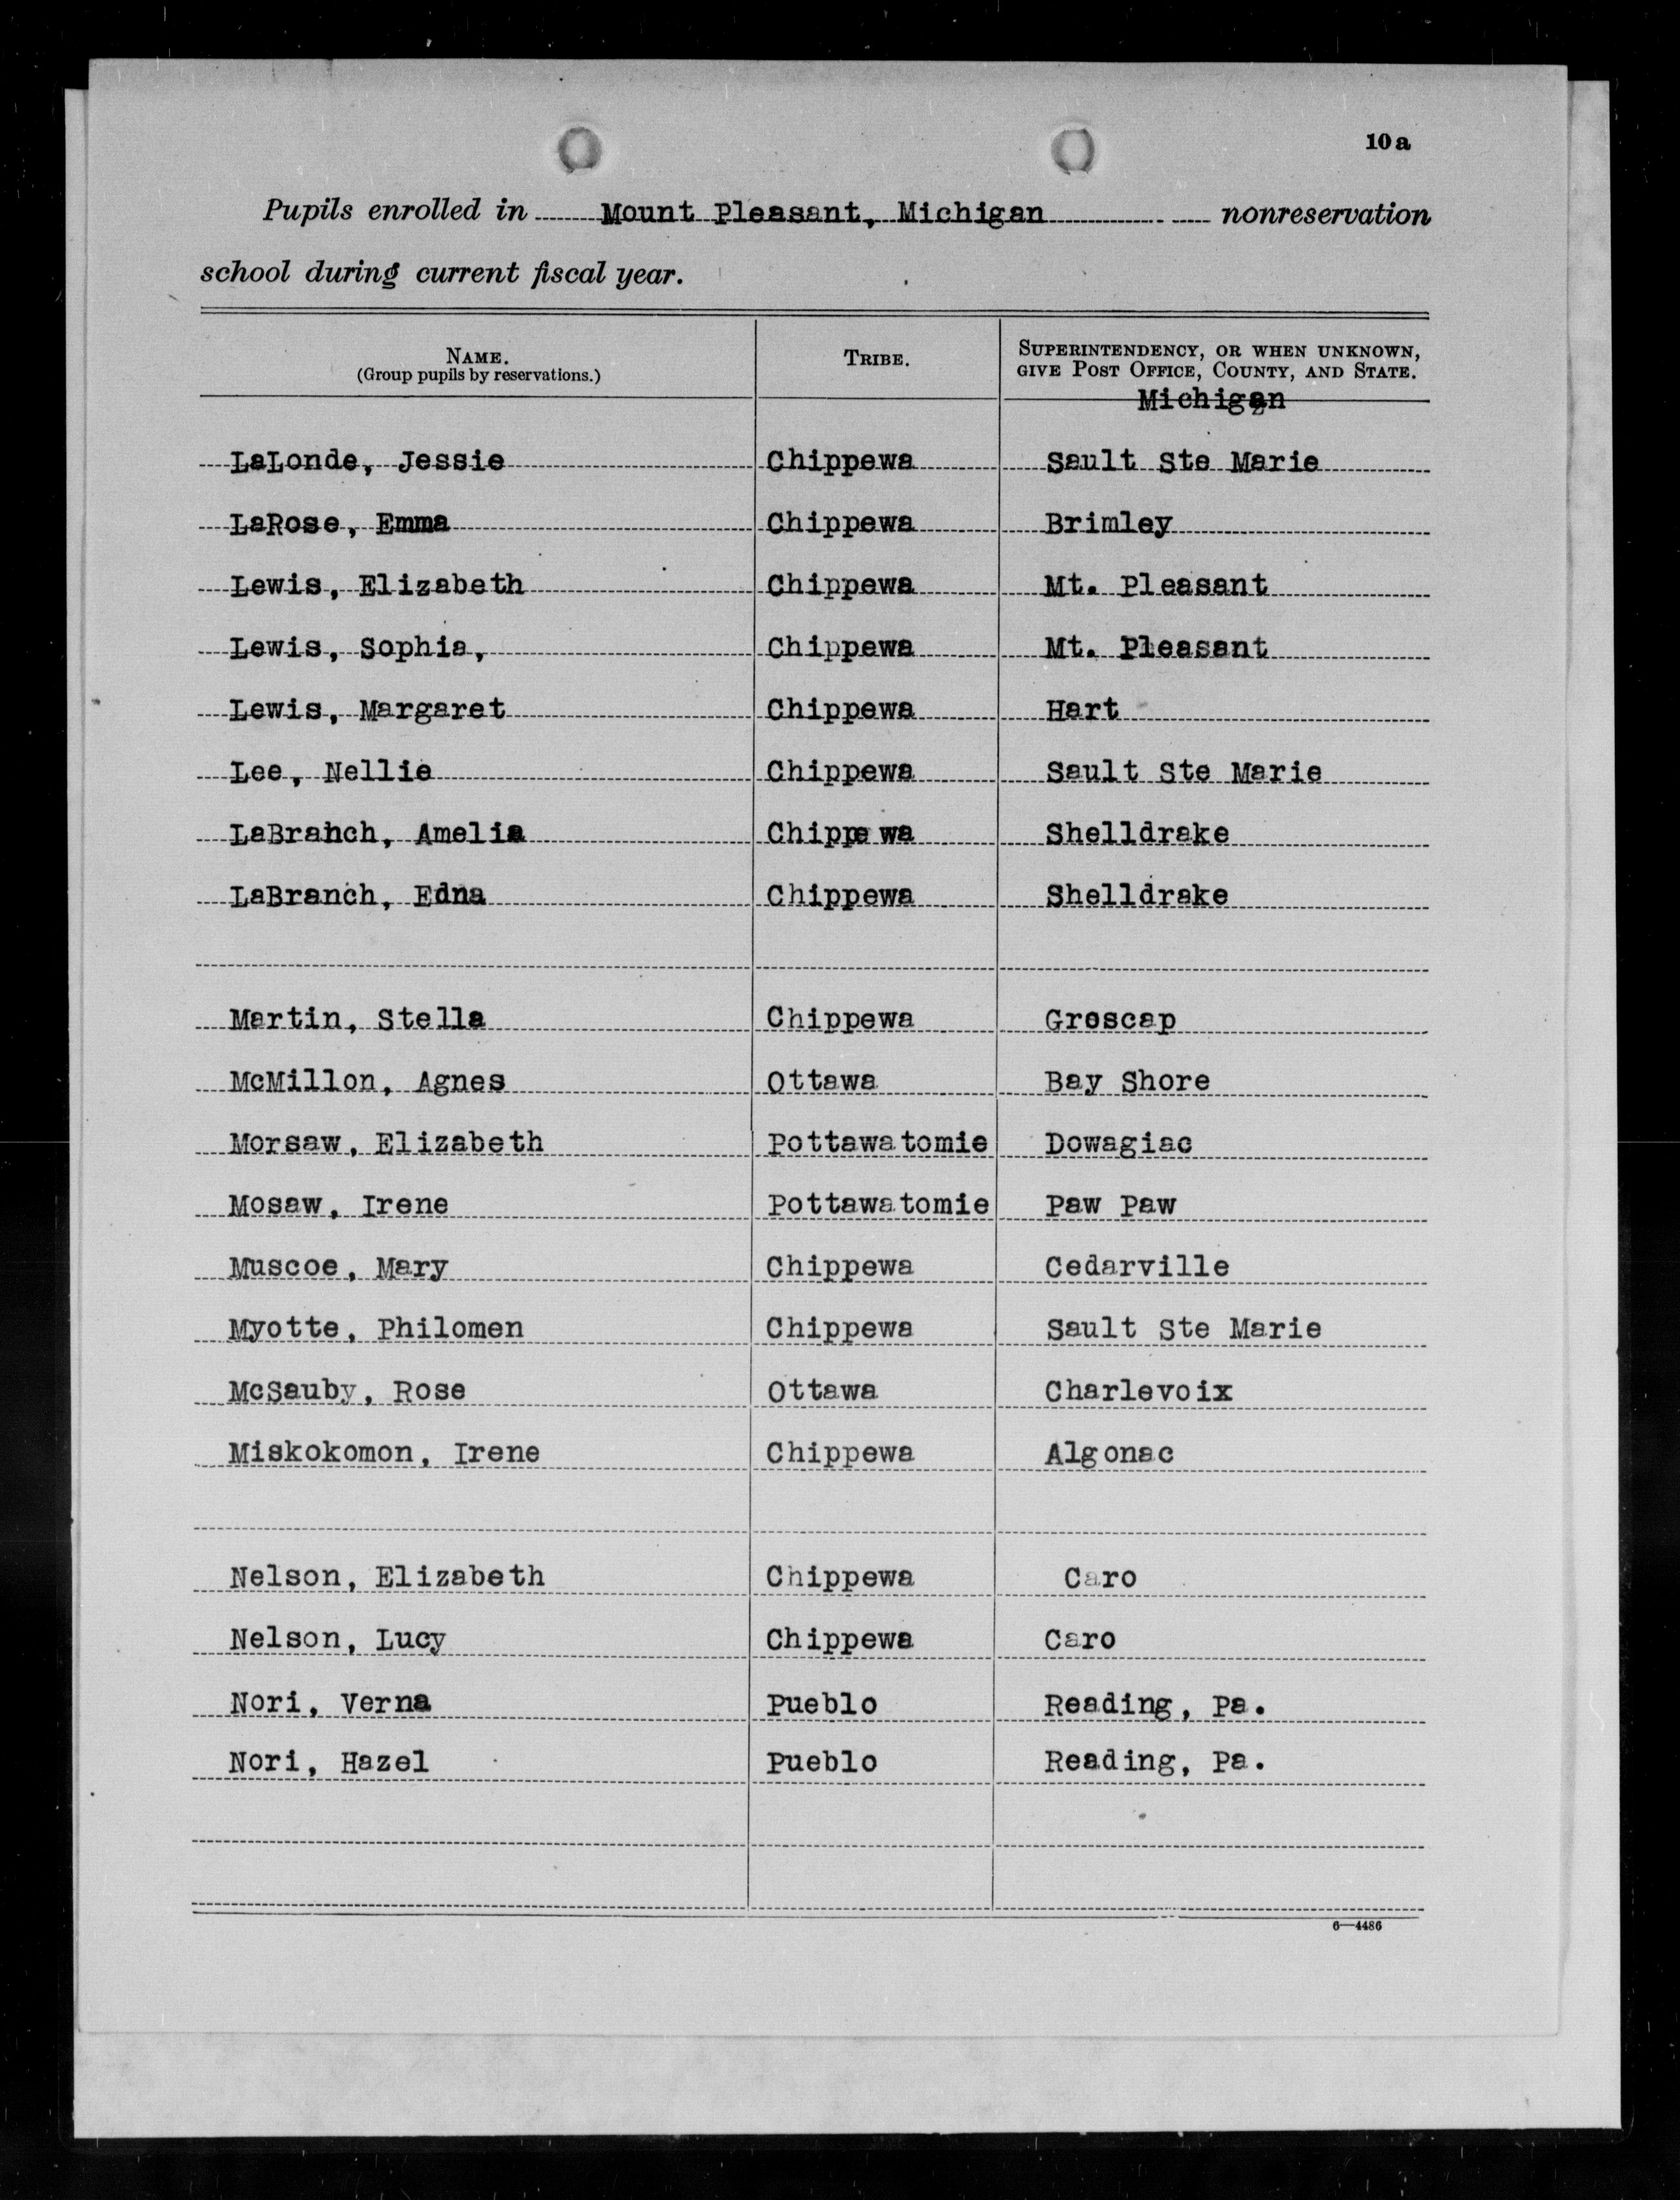 10a
Pupils enrolled in Mount Pleasant, Michigan nonreservation
school during current fiscal year.
NAME. TRIBE. SUPERINTENDENCY, OR WHEN UNKNOWN,
(Group pupils by reservations.) GIVE POST OFFICE, COUNTY, AND STATE.
Michigan
LaLonde, Jessie Chippewa Sault Ste Marie
LaRose, Emma Chippewa Brimley
Lewis, Elizabeth Chippewa Mt. Pleasant
Lewis, Sophia, Chippewa Mt. Pleasant
Lewis, Margaret Chippewa Hart
Lee, Nellie Chippewa Sault Ste Marie
LaBranch, Amelia Chippewa Shelldrake
LaBranch, Edna Chippewa Shelldrake
Martin, Stella Chippewa Groscap
McMillon, Agnes Ottawa Bay Shore
Morsaw, Elizabeth Pottawatomie Dowagiac
Mosaw, Irene Pottawatomie Paw Paw
Muscoe, Mary Chippewa Cedarville
Myotte, Philomen Chippewa Sault Ste Marie
McSauby, Rose Ottawa Charlevoix
Miskokomon, Irene Chippewa Algonac
Nelson, Elizabeth Chippewa Caro
Nelson, Lucy Chippewa Caro
Nori, Verna Pueblo Reading, Pa.
Nori, Hazel Pueblo Reading, Pa.
6—4486